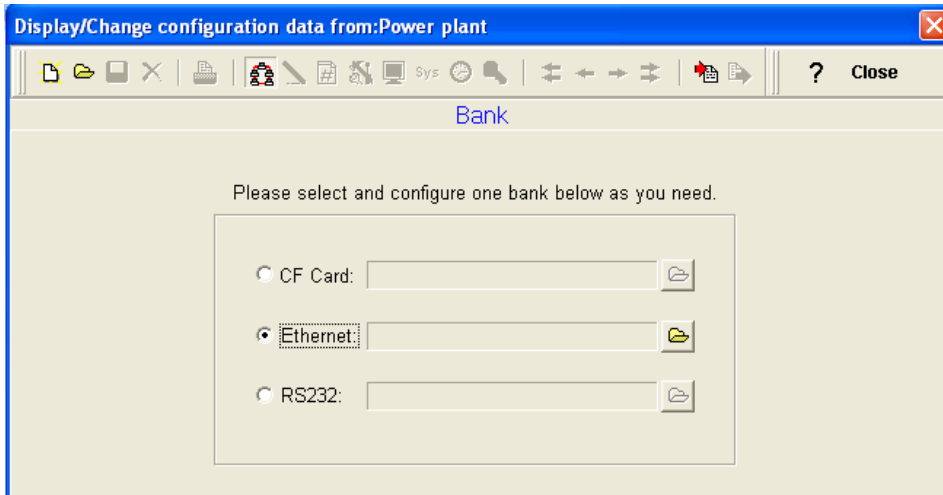 Display/Change configuration data from:Power plant
Sys ? Close
Bank
Please select and configure one bank below as you need.
CF Card:
Ethernet:
RS232: